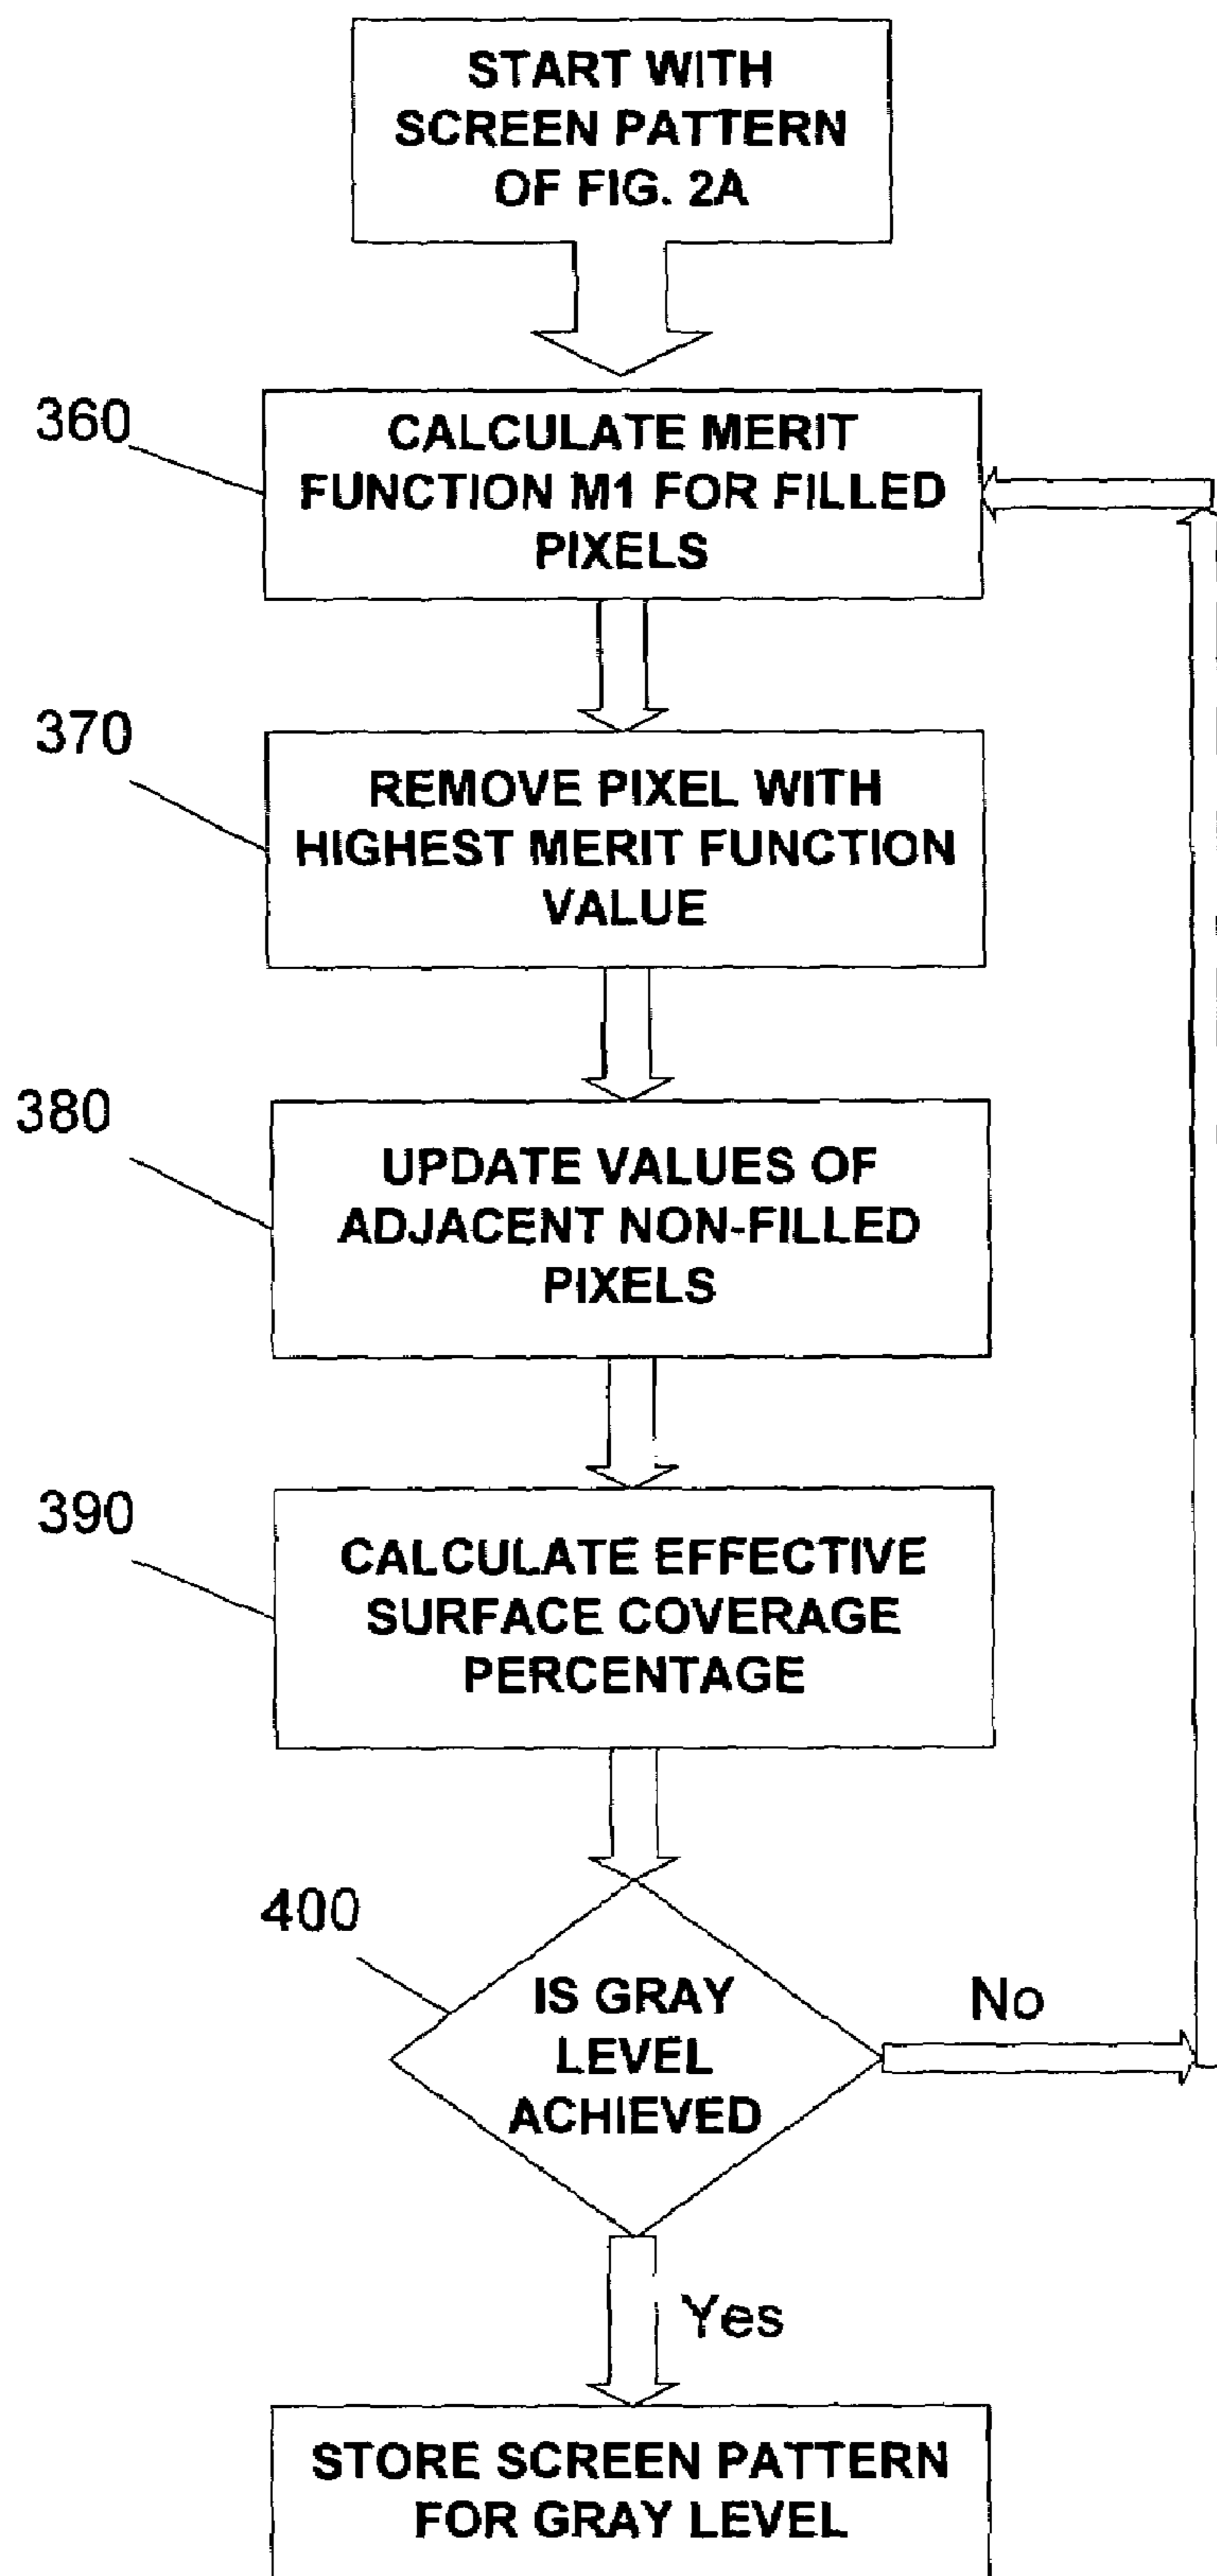 START WITH
SCREEN PATTERN
OF FIG. 2A
360
CALCULATE MERIT
FUNCTION M1 FOR FILLED
PIXELS
370
REMOVE PIXEL WITH
HIGHEST MERIT FUNCTION
VALUE
380
UPDATE VALUES OF
ADJACENT NON-FILLED
PIXELS
390
CALCULATE EFFECTIVE
SURFACE COVERAGE
PERCENTAGE
400
IS GRAY
LEVEL
ACHIEVED
No
Yes
STORE SCREEN PATTERN
FOR GRAY LEVEL